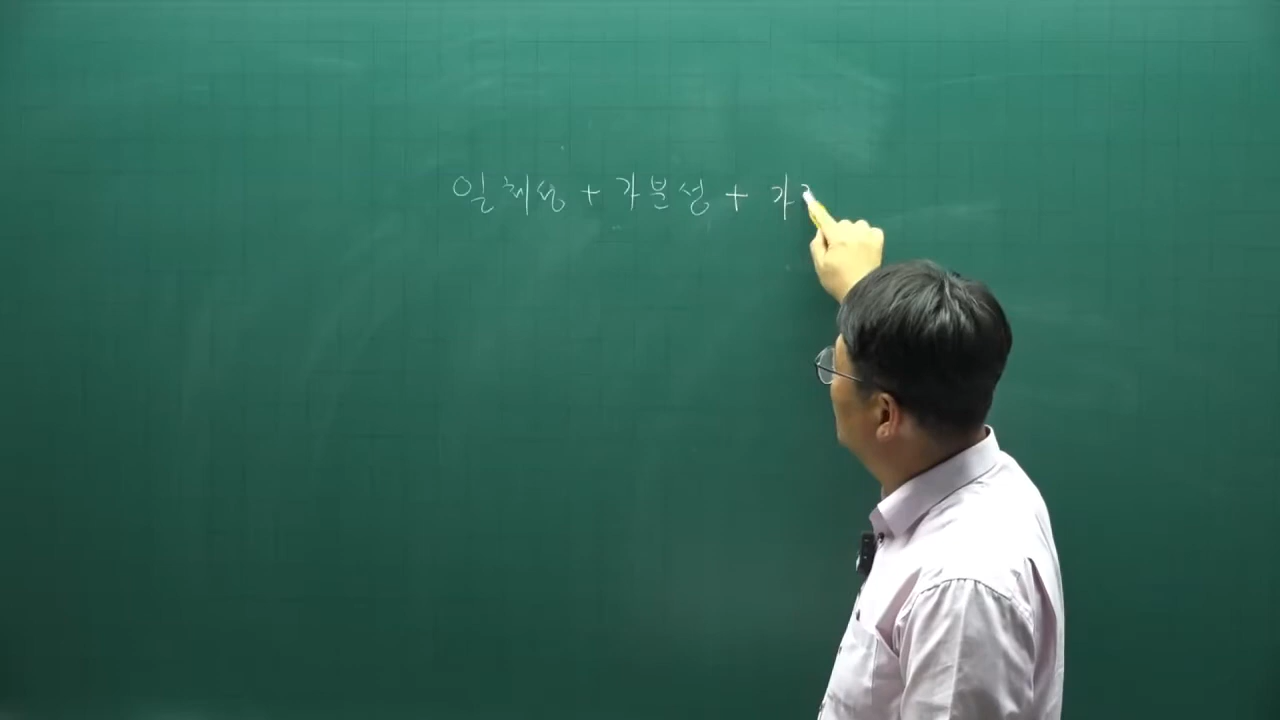 일체성 + 가분성 + 가